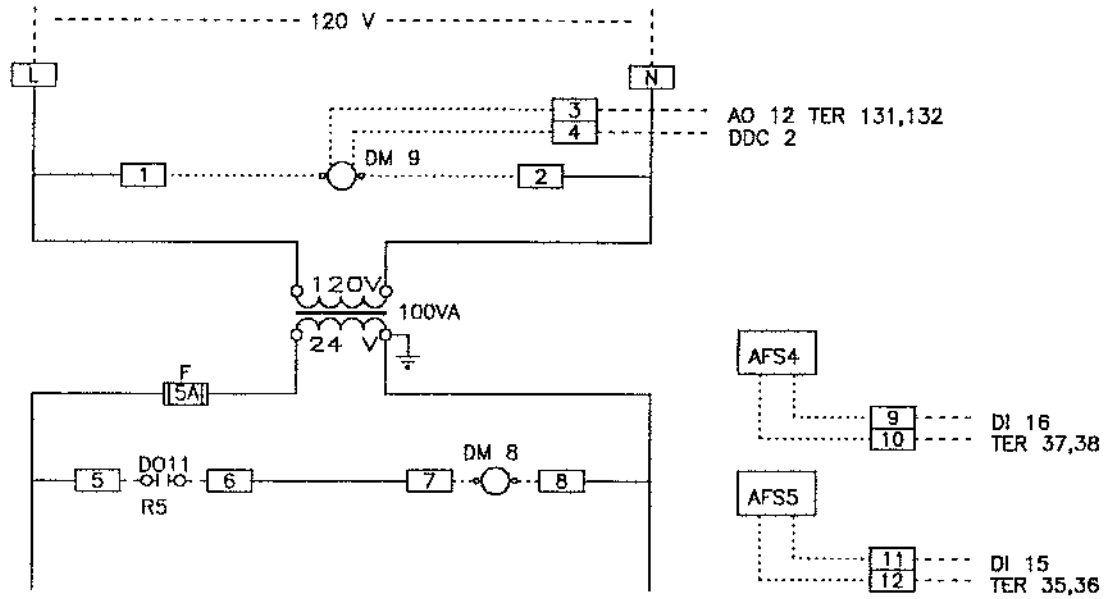 120 V
L
N
3
AO 12 TER 131,132
4
DDC 2
DM 9
1
2
120V
100VA
24 V
F
5A
AFS4
9
DI 16
10
TER 37,38
DO11
DM 8
5
6
7
8
R5
AFS5
11
DI 15
12
TER 35,36